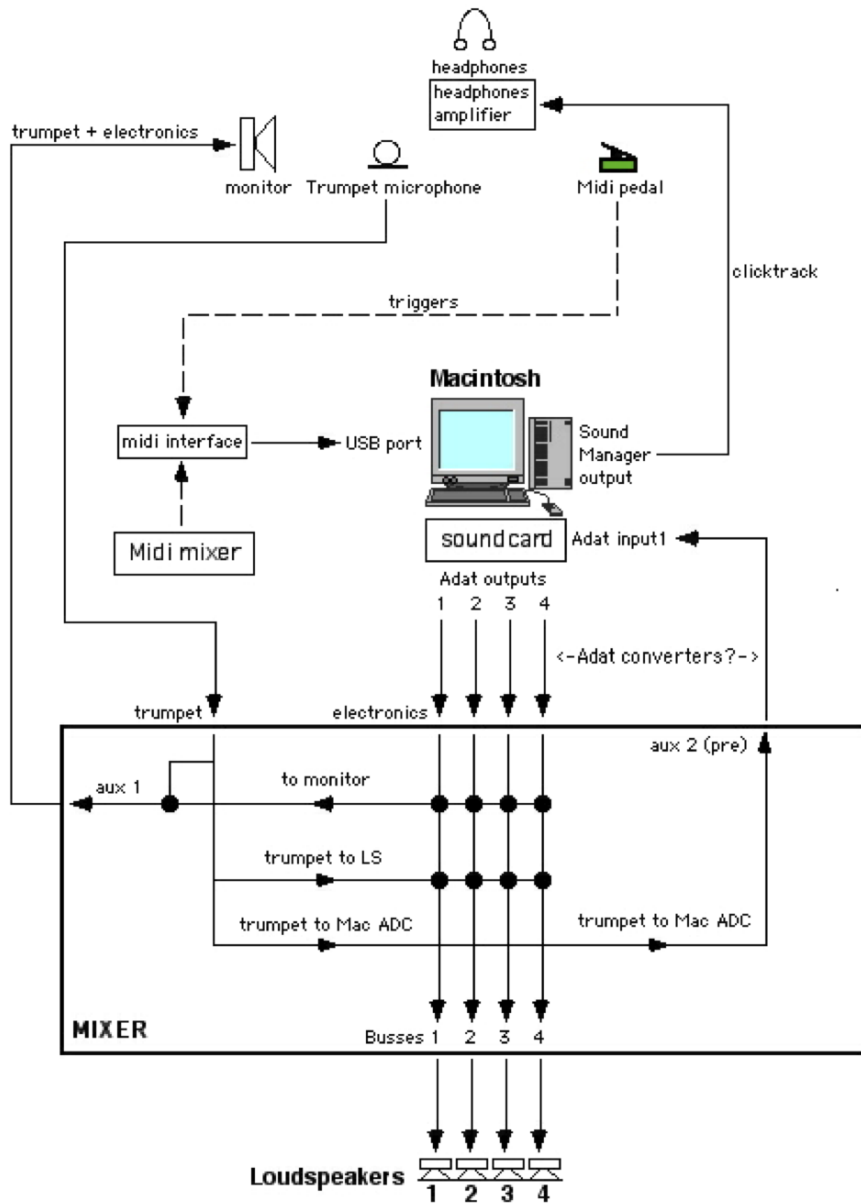 headphones
headphones
amplifier
trumpet + electronics
monitor
Trumpet microphone
Midi pedal
clicktrack
triggers
Macintosh
midi interface
USB port
Sound
Manager
output
Midi mixer
soundcard
Adat input1
Adat outputs
1 2 3 4
<-Adat converters?->
trumpet
electronics
aux 2 (pre)
aux 1
to monitor
trumpet to LS
trumpet to Mac ADC
trumpet to Mac ADC
MIXER
Busses 1 2 3 4
Loudspeakers
1 2 3 4